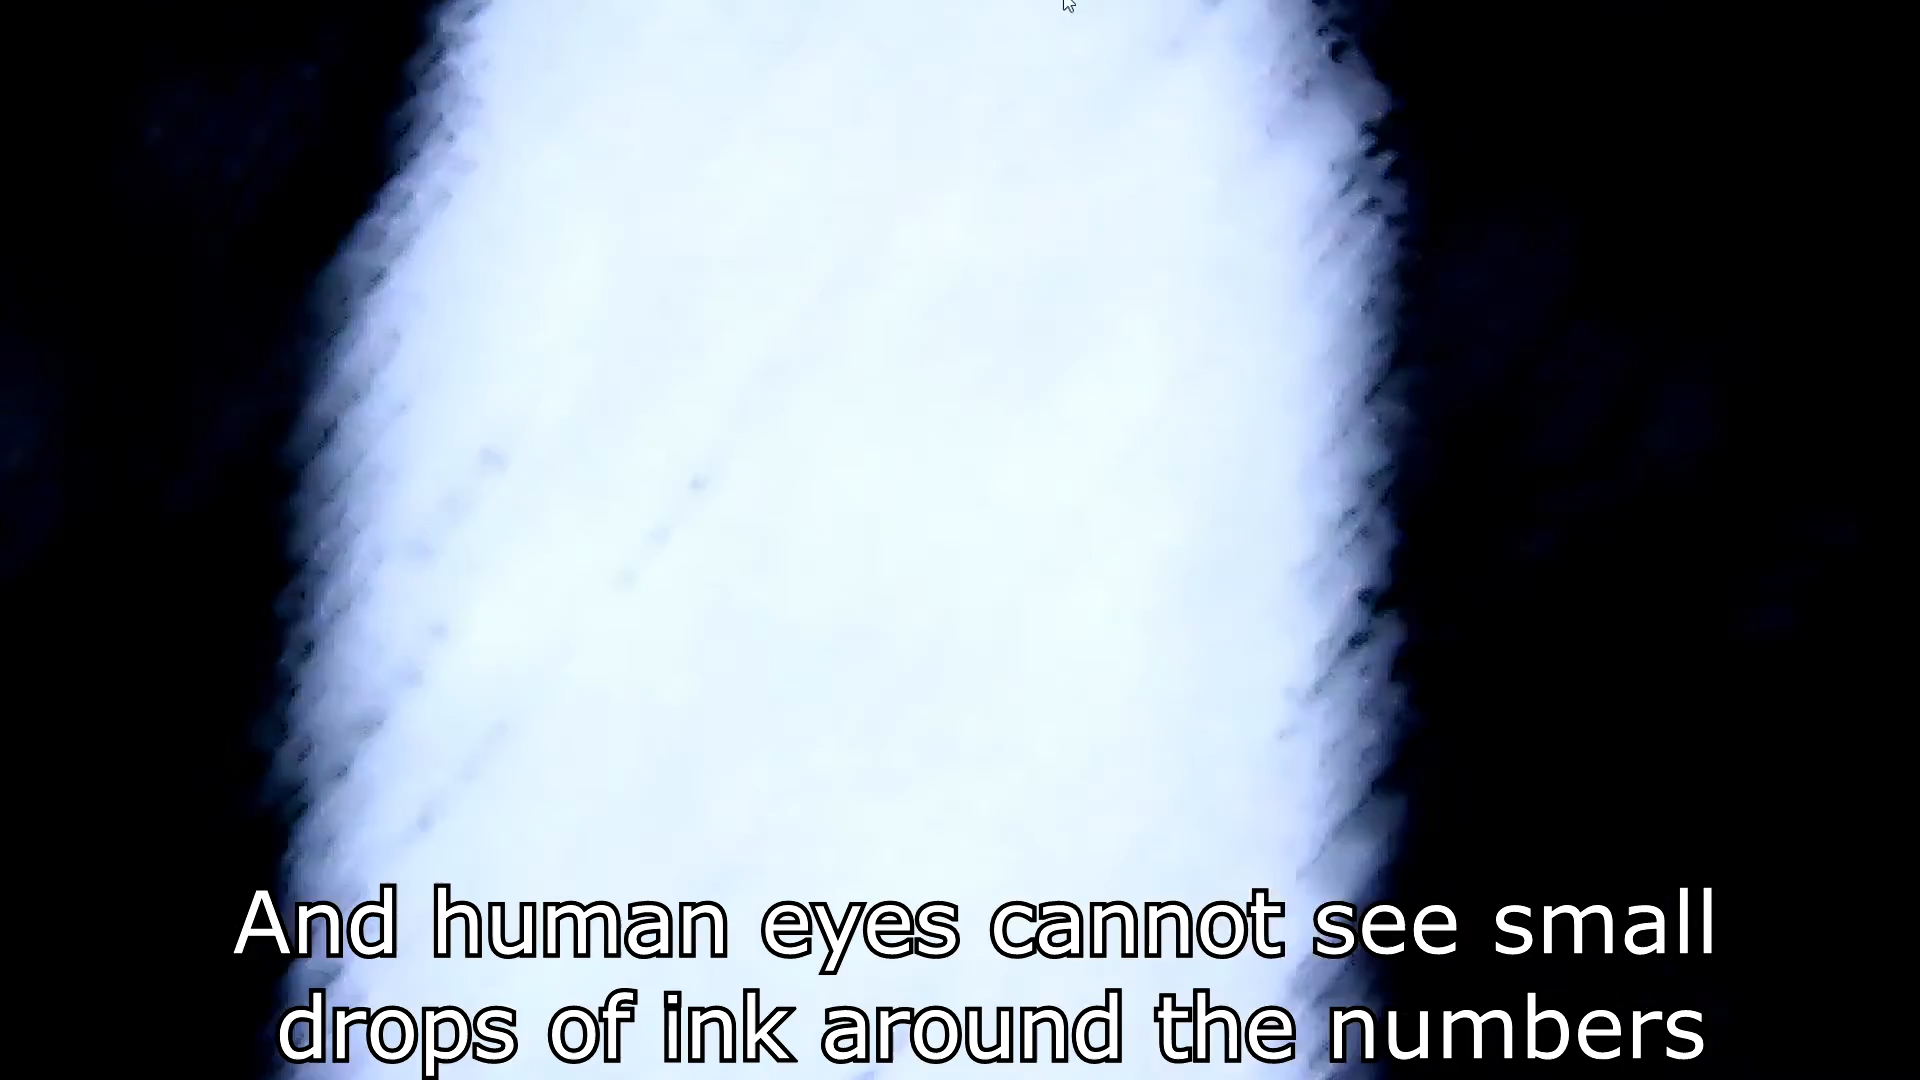 And human eyes cannot see small
drops of ink around the numbers